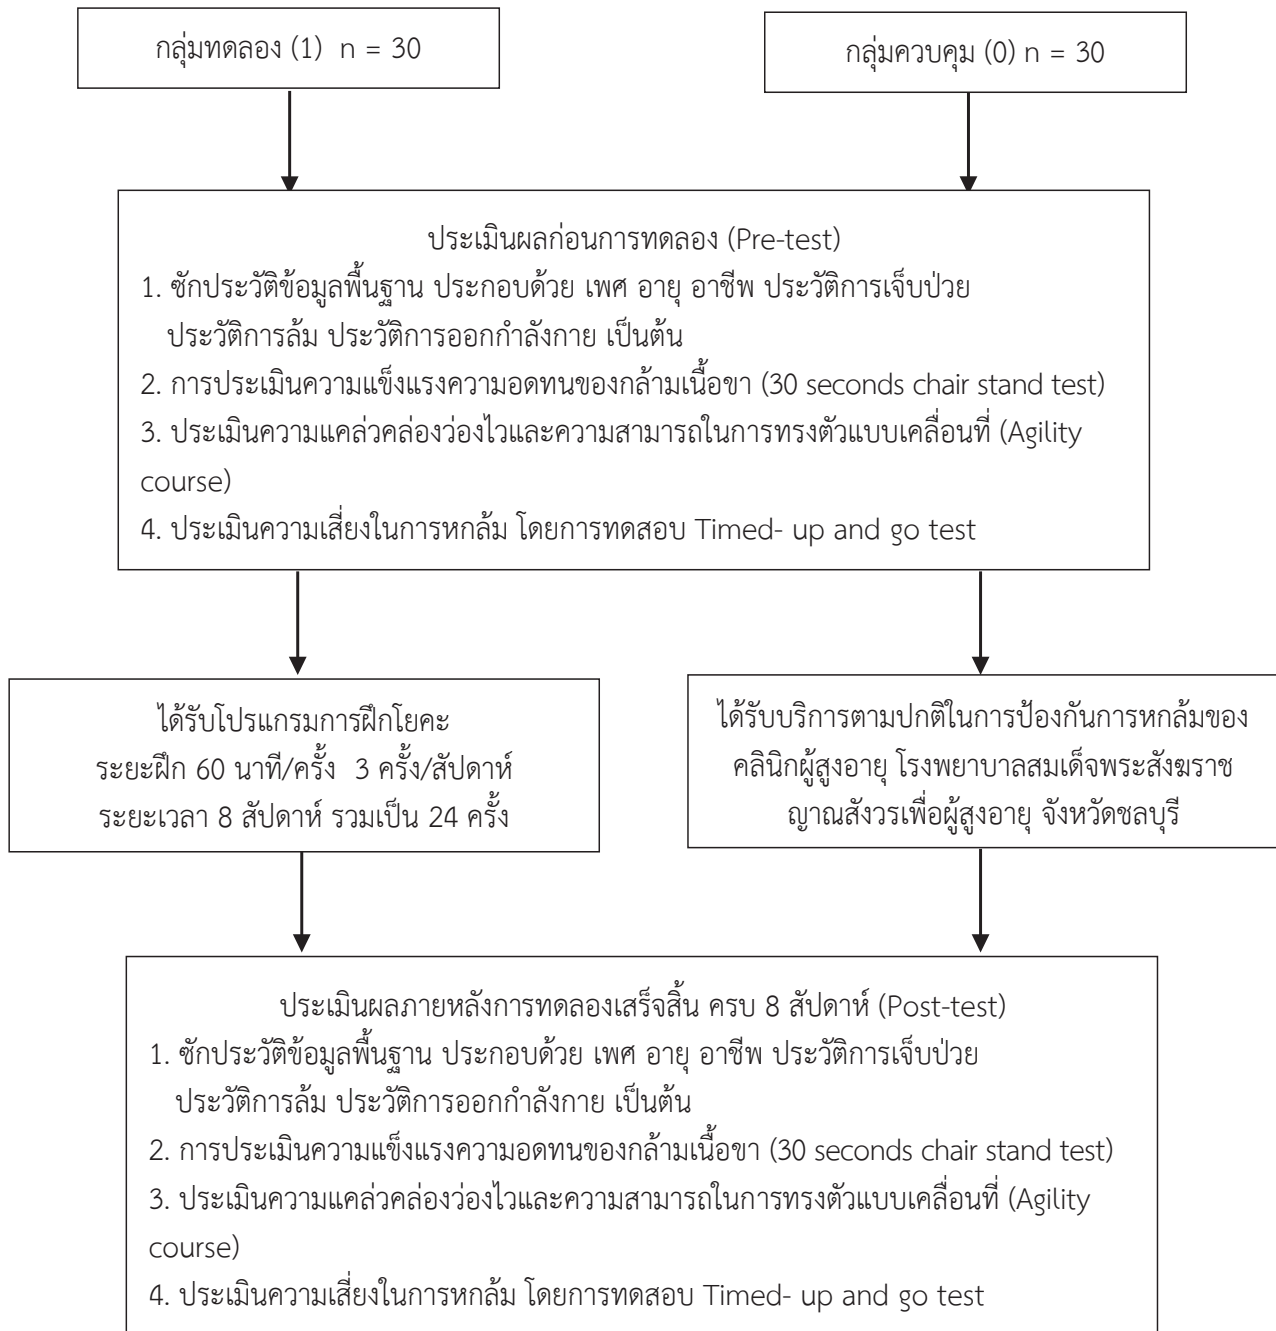 กลุ่มทดลอง (1) n = 30
กลุ่มควบคุม (0) n = 30
ประเมินผลก่อนการทดลอง (Pre-test)
1. ซักประวัติข้อมูลพื้นฐาน ประกอบด้วย เพศ อายุ อาชีพ ประวัติการเจ็บป่วย
ประวัติการล้ม ประวัติการออกกำลังกาย เป็นต้น
2. การประเมินความแข็งแรงความอดทนของกล้ามเนื้อขา (30 seconds chair stand test)
3. ประเมินความแคล่วคล่องว่องไวและความสามารถในการทรงตัวแบบเคลื่อนที่ (Agility
course)
4. ประเมินความเสี่ยงในการหกล้ม โดยการทดสอบ Timed- up and go test
ได้รับโปรแกรมการฝึกโยคะ
ระยะฝึก 60 นาที/ครั้ง 3 ครั้ง/สัปดาห์
ระยะเวลา 8 สัปดาห์ รวมเป็น 24 ครั้ง
ได้รับบริการตามปกติในการป้องกันการหกล้มของ
คลินิกผู้สูงอายุ โรงพยาบาลสมเด็จพระสังฆราช
ญาณสังวรเพื่อผู้สูงอายุ จังหวัดชลบุรี
ประเมินผลภายหลังการทดลองเสร็จสิ้น ครบ 8 สัปดาห์ (Post-test)
1. ซักประวัติข้อมูลพื้นฐาน ประกอบด้วย เพศ อายุ อาชีพ ประวัติการเจ็บป่วย
ประวัติการล้ม ประวัติการออกกำลังกาย เป็นต้น
2. การประเมินความแข็งแรงความอดทนของกล้ามเนื้อขา (30 seconds chair stand test)
3. ประเมินความแคล่วคล่องว่องไวและความสามารถในการทรงตัวแบบเคลื่อนที่ (Agility
course)
4. ประเมินความเสี่ยงในการหกล้ม โดยการทดสอบ Timed- up and go test